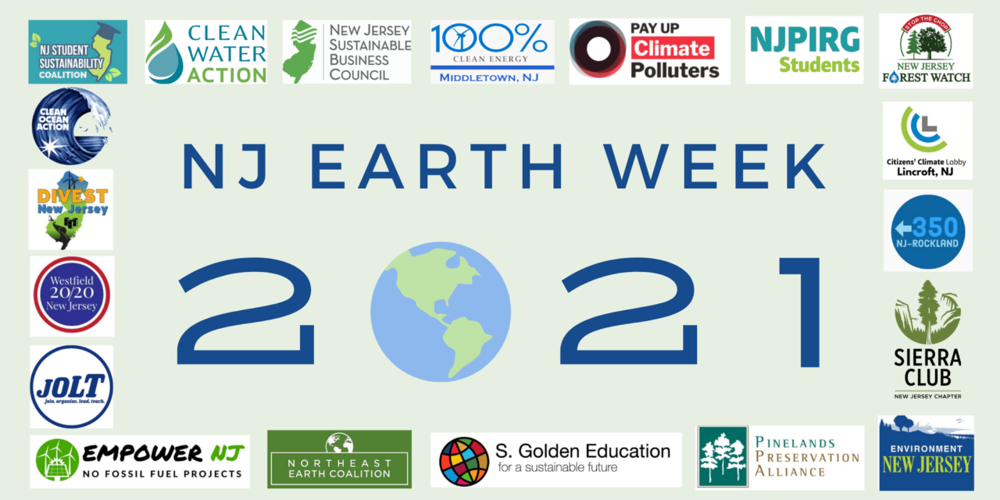 NJ STUDENT
SUSTAINABILITY
COALITION
CLEAN
WATER
ACTION
NEW JERSEY
SUSTAINABLE
BUSINESS
COUNCIL
100%
CLEAN ENERGY
MIDDLETOWN, NJ
PAY UP
Climate
Polluters
NJPIRG
Students
STOP THE CHOP
NEW JERSEY
FOREST WATCH
CLEAN
OCEAN
ACTION
Citizens' Climate Lobby
Lincroft, NJ
NJ EARTH WEEK
DIVEST
New Jersey
350
NJ-ROCKLAND
2021
Westfield
20/20
New Jersey
SIERRA
CLUB
NEW JERSEY CHAPTER
JOLT
join. organize. lead. teach.
EMPOWER NJ
NO FOSSIL FUEL PROJECTS
NORTHEAST
EARTH COALITION
S. Golden Education
for a sustainable future
PINELANDS
PRESERVATION
ALLIANCE
ENVIRONMENT
NEW JERSEY